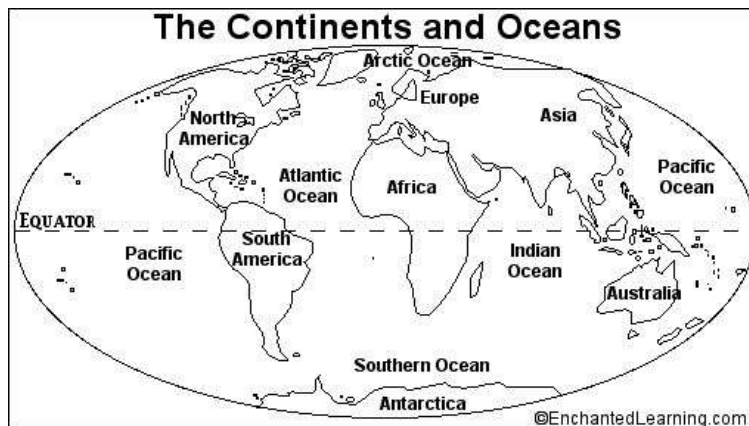 The Continents and Oceans
Arctic Ocean
Europe
North
America
Asia
Atlantic
Ocean
Africa
Pacific
Ocean
EQUATOR
Pacific
Ocean
South
America
Indian
Ocean
Australia
Southern Ocean
Antarctica
©EnchantedLearning.com